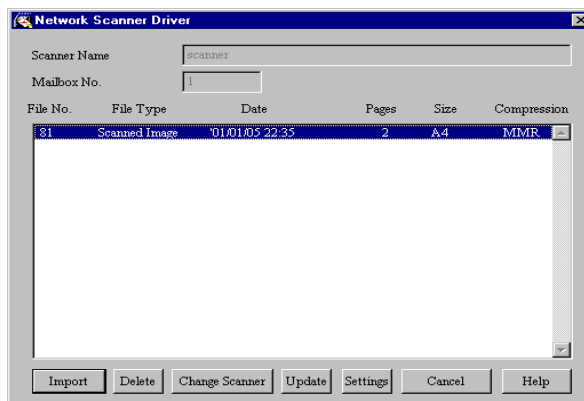 Network Scanner Driver
Scanner Name scanner
Mailbox No. 1
File No. File Type Date Pages Size Compression
81 Scanned Image '01/01/05 22:35 2 A4 MMR
Import Delete Change Scanner Update Settings Cancel Help